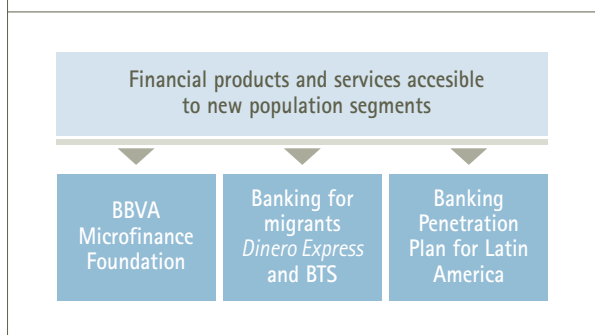 Financial products and services accesible
to new population segments
BBVA
Microfinance
Foundation
Banking for
migrants
Dinero Express
and BTS
Banking
Penetration
Plan for Latin
America